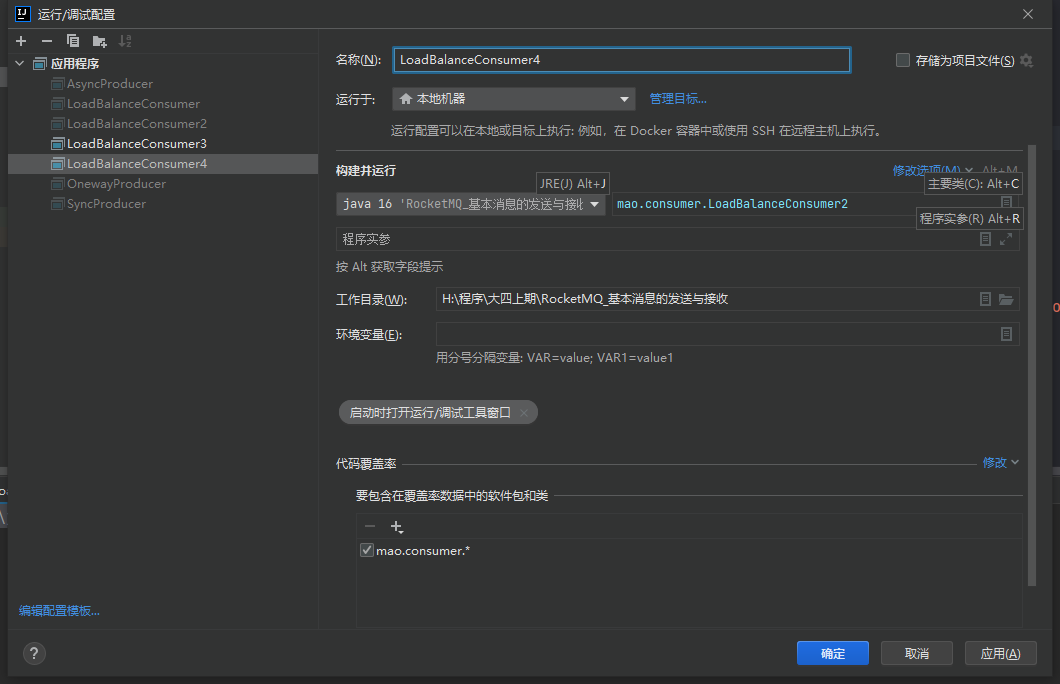 运行/调试配置
应用程序
AsyncProducer
LoadBalanceConsumer
LoadBalanceConsumer2
LoadBalanceConsumer3
LoadBalanceConsumer4
OnewayProducer
SyncProducer
编辑配置模板...
名称(N):
LoadBalanceConsumer4
存储为项目文件(S)
运行于:
本地机器
管理目标...
运行配置可以在本地或目标上执行: 例如，在 Docker 容器中或使用 SSH 在远程主机上执行。
构建并运行
修改选项(M)
Alt+M
JRE(J) Alt+J
主要类(C): Alt+C
java 16 'RocketMQ_基本消息的发送与接收
mao.consumer.LoadBalanceConsumer2
程序实参(R) Alt+R
程序实参
按 Alt 获取字段提示
工作目录(W):
H:\程序\大四上期\RocketMQ_基本消息的发送与接收
环境变量(E):
用分号分隔变量: VAR=value; VAR1=value1
启动时打开运行/调试工具窗口
代码覆盖率
修改
要包含在覆盖率数据中的软件包和类
mao.consumer.*
?
确定
取消
应用(A)